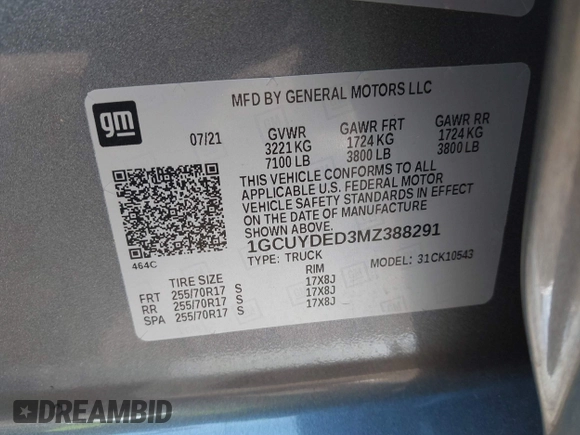 MFD BY GENERAL MOTORS LLC
gm
07/21
GVWR GAWR FRT GAWR RR
3221 KG 1724 KG 1724 KG
7100 LB 3800 LB 3800 LB
THIS VEHICLE CONFORMS TO ALL
APPLICABLE U.S. FEDERAL MOTOR
VEHICLE SAFETY STANDARDS IN EFFECT
ON THE DATE OF MANUFACTURE
SHOWN ABOVE.
1GCUYDED3MZ388291
TYPE: TRUCK MODEL: 31CK10543
464C
TIRE SIZE RIM
FRT 255/70R17 S 17X8J
RR 255/70R17 S 17X8J
SPA 255/70R17 S 17X8J
DREAMBID